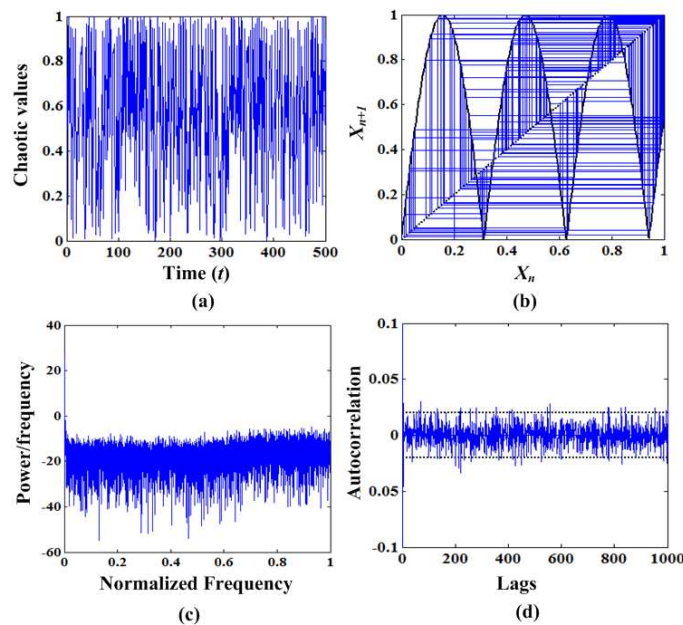 1
0.8
0.6
0.4
0.2
0
0 100 200 300 400 500
Chaotic values
Time (t)
(a)
1
0.8
0.6
0.4
0.2
0
0 0.2 0.4 0.6 0.8 1
Xn+1
Xn
(b)
40
20
0
-20
-40
-60
0 0.2 0.4 0.6 0.8 1
Power/frequency
Normalized Frequency
(c)
0.1
0.05
0
0.05
-0.1
0 200 400 600 800 1000
Autocorrelation
Lags
(d)